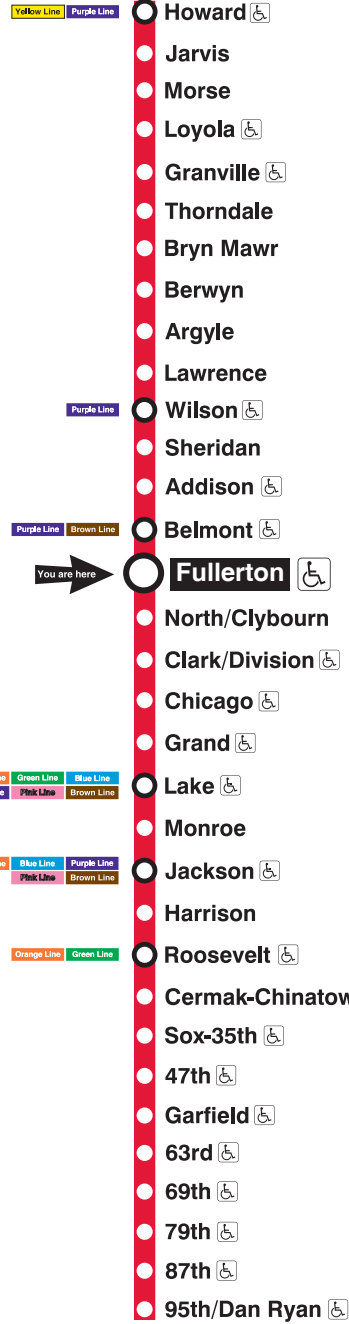 Yellow Line Purple Line Howard
Jarvis
Morse
Loyola
Granville
Thorndale
Bryn Mawr
Berwyn
Argyle
Lawrence
Purple Line Wilson
Sheridan
Addison
Purple Line Brown Line Belmont
You are here Fullerton
North/Clybourn
Clark/Division
Chicago
Grand
Green Line Blue Line
Pink Line Brown Line
Lake
Monroe
Blue Line Purple Line
Pink Line Brown Line
Jackson
Harrison
Orange Line Green Line Roosevelt
Cermak-Chinatow
Sox-35th
47th
Garfield
63rd
69th
79th
87th
95th/Dan Ryan